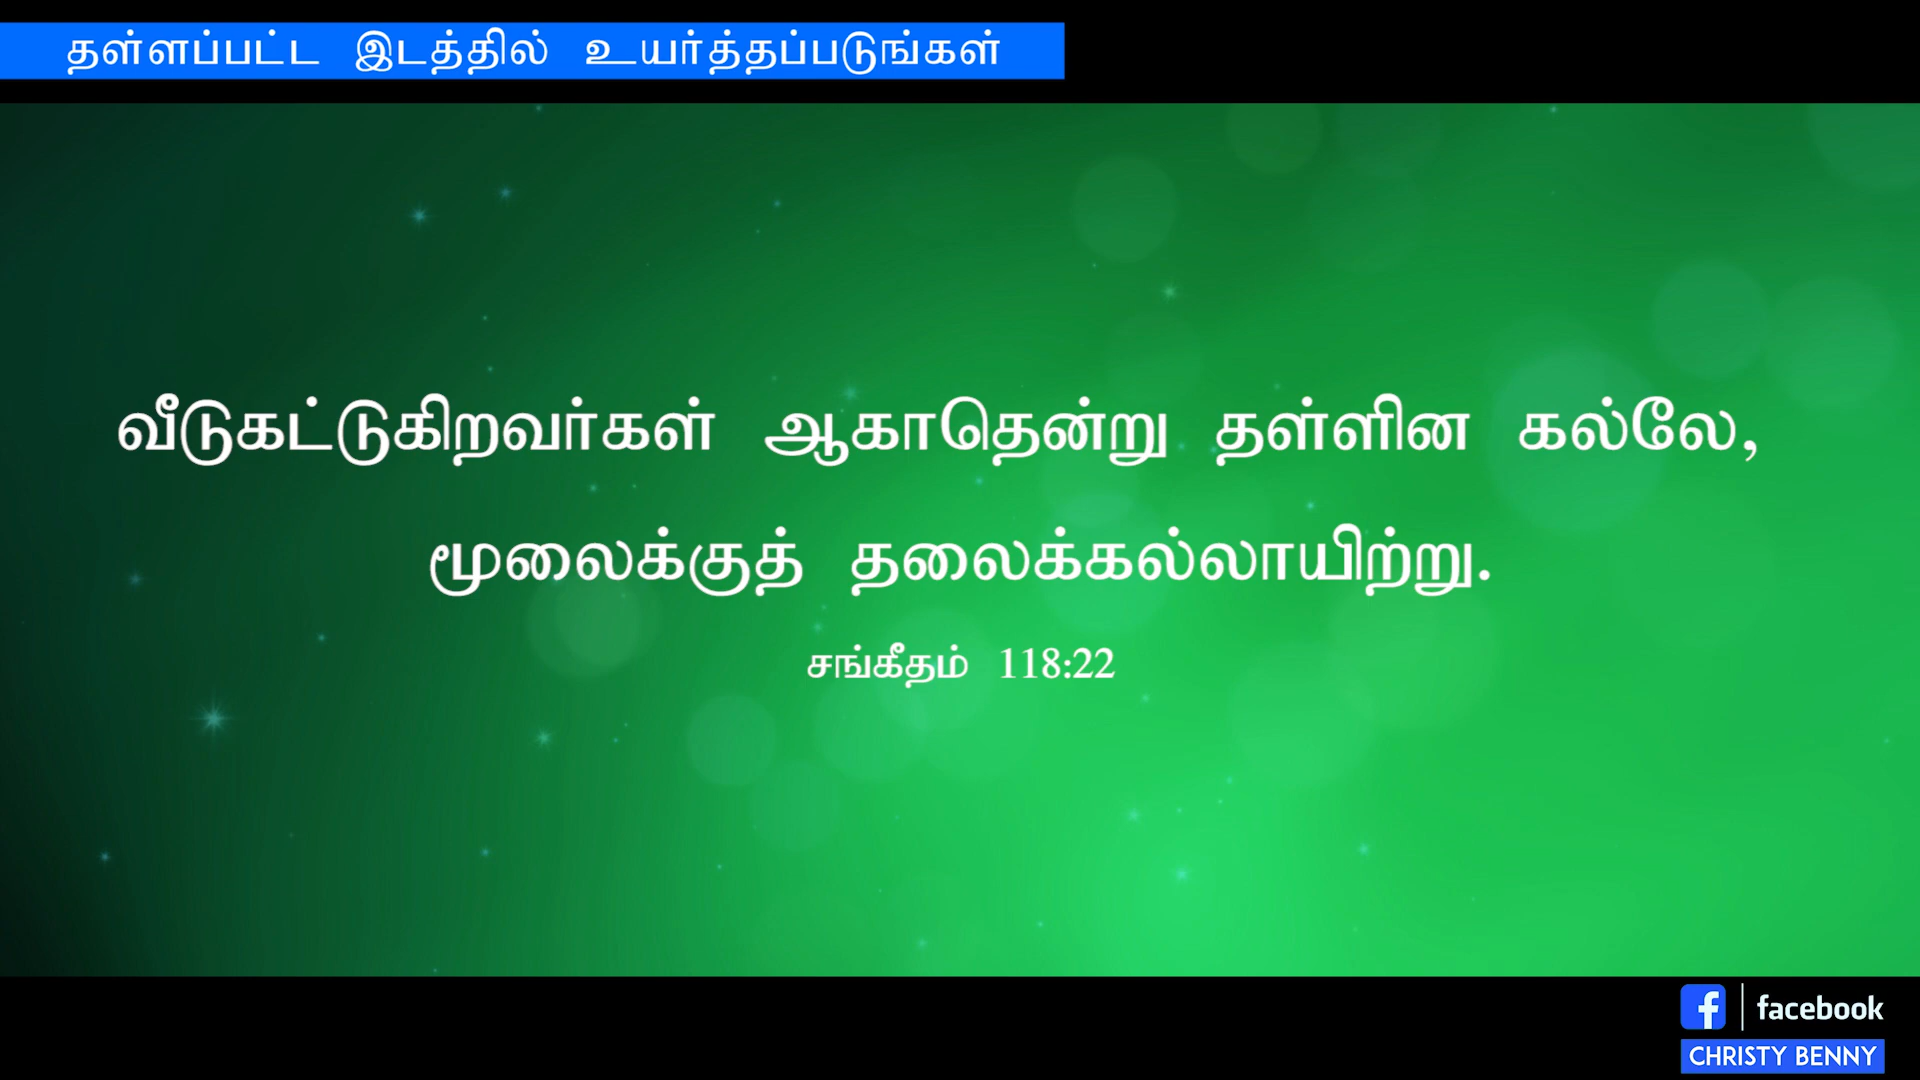 தள்ளப்பட்ட இடத்தில் உயர்த்தப்படுங்கள்
வீடுகட்டுகிறவர்கள் ஆகாதென்று தள்ளின கல்லே,
மூலைக்குத் தலைக்கல்லாயிற்று.
சங்கீதம் 118:22
facebook
CHRISTY BENNY